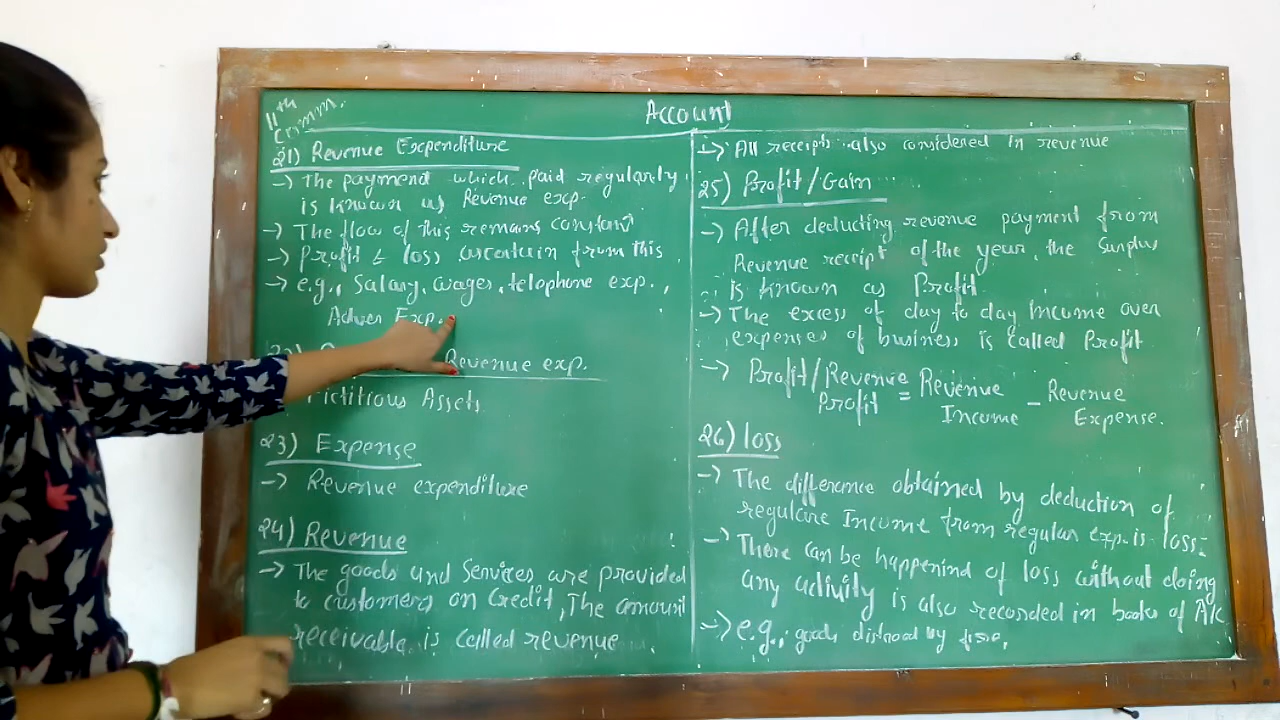 11th Comm.
Account
21) Revenue Expenditure
→ The payment which paid regularly
is known as Revenue exp.
→ The flow of this remains constant
→ Profit & loss ascertain from this
→ e.g., Salary, wages, telephone exp.,
Adver Exp.
Revenue exp.
Fictitious Assets
23) Expense
→ Revenue expenditure
24) Revenue
→ The goods and services are provided
to customers on credit, The amount
receivable is called revenue.
→ All receipts also considered in revenue
25) Profit/Gain
→ After deducting revenue payment from
Revenue receipt of the year, the surplus
is known as Profit.
→ The excess of day to day income over
expenses of business is called Profit
→ Profit/Revenue Profit = Revenue Income - Revenue Expense.
26) loss
→ The difference obtained by deduction of
regulare Income from regular exp. is loss.
→ There can be happenind of loss without doing
any activity is also recorded in books of A/c
→ e.g., goods distroed by fire.